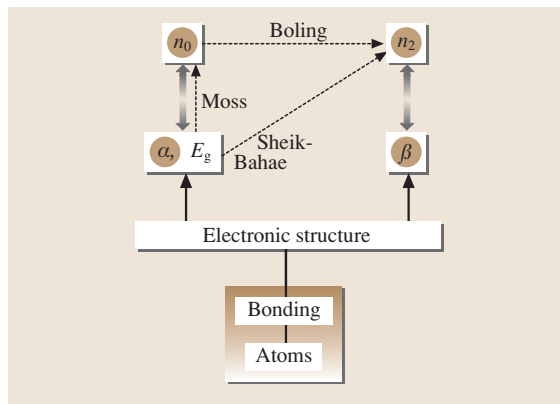 Boling
n0 n2
Moss
α, Eg
Sheik-
Bahae
β
Electronic structure
Bonding
Atoms